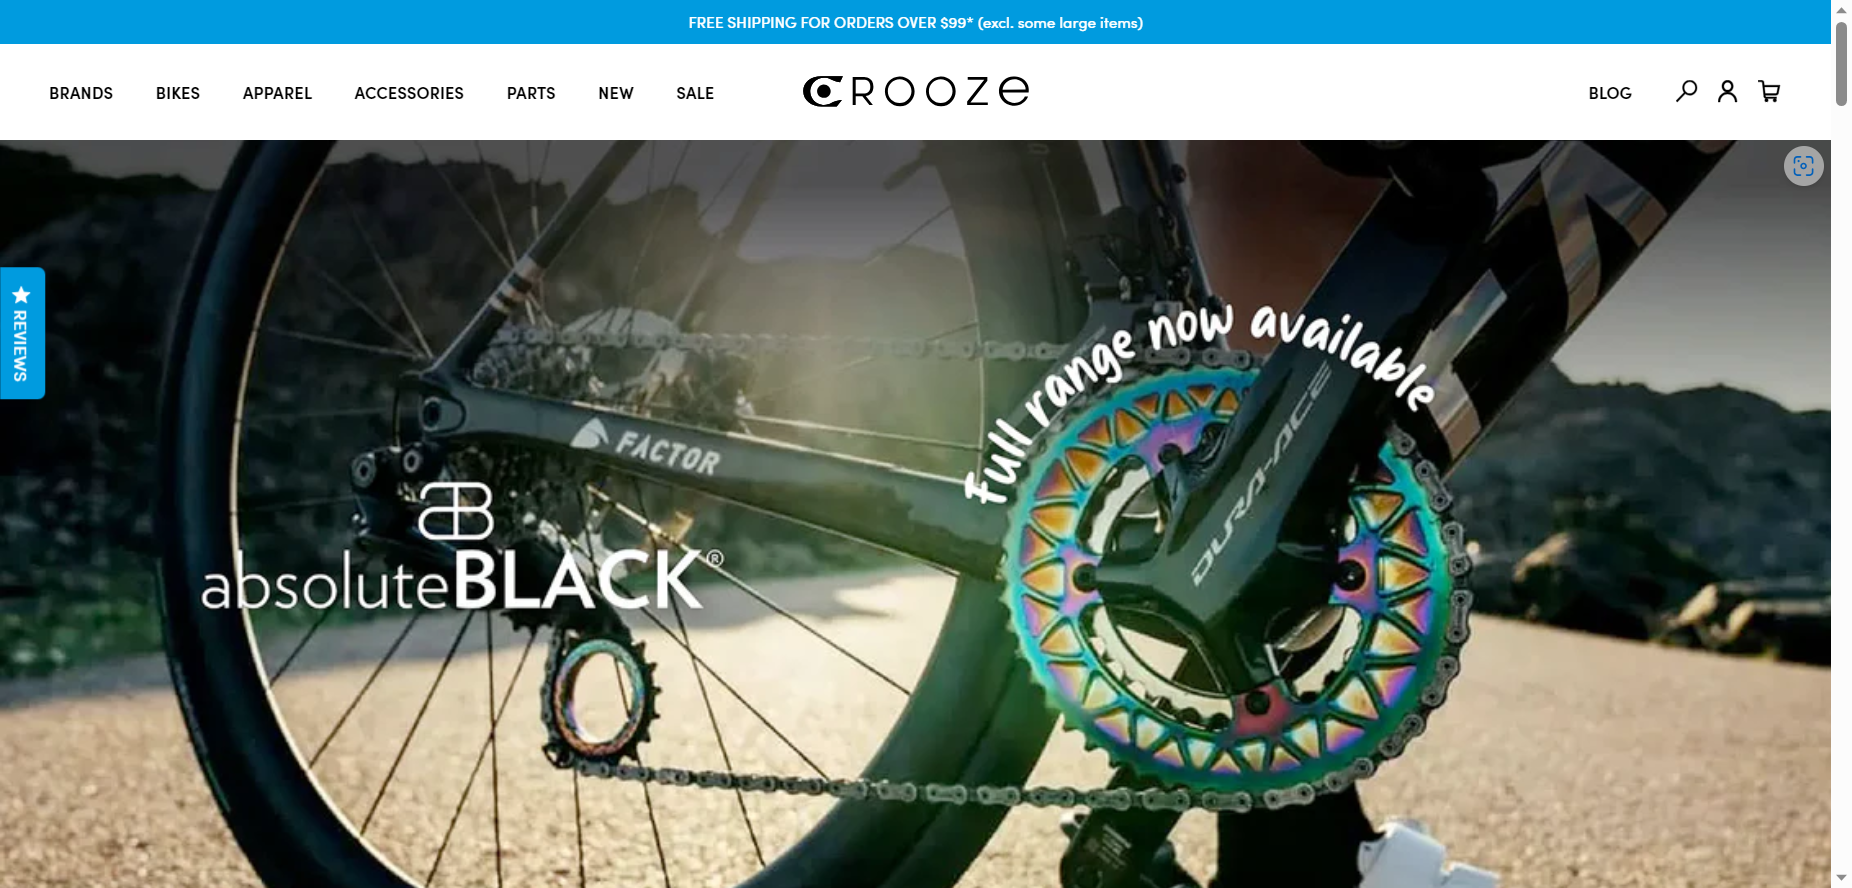 FREE SHIPPING FOR ORDERS OVER $99* (excl. some large items)
BRANDS BIKES APPAREL ACCESSORIES PARTS NEW SALE CROOZE BLOG
★ REVIEWS
Full range now available
FACTOR
DURA-ACE
absoluteBLACK®